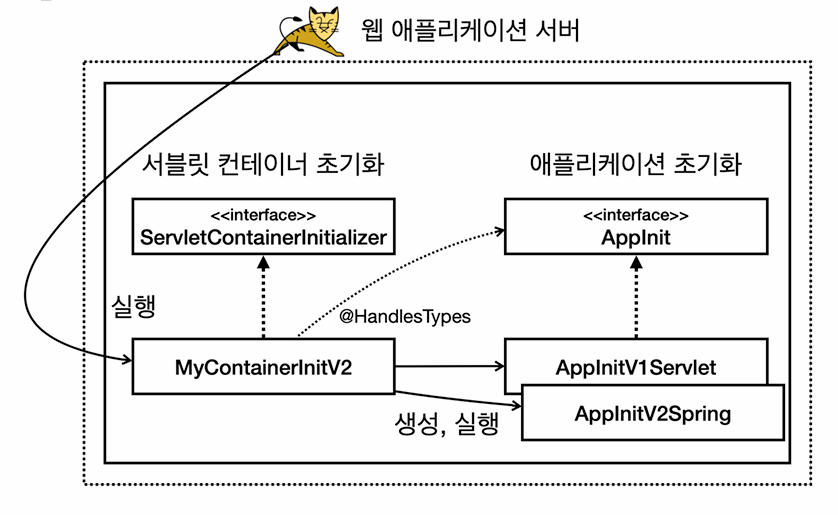 웹 애플리케이션 서버
서블릿 컨테이너 초기화
애플리케이션 초기화
<<interface>>
ServletContainerInitializer
<<interface>>
AppInit
실행
@HandlesTypes
MyContainerInitV2
AppInitV1Servlet
AppInitV2Spring
생성, 실행